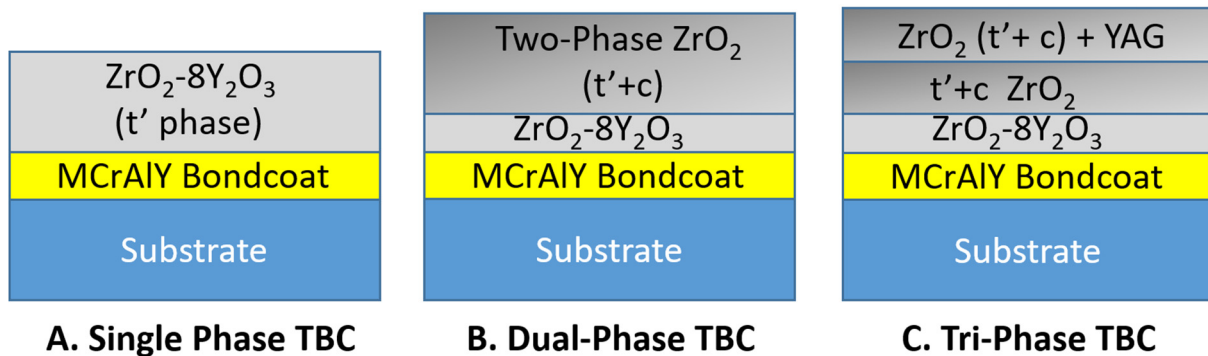 ZrO₂-8Y₂O₃
(t’ phase)
MCrAlY Bondcoat
Substrate
A. Single Phase TBC
Two-Phase ZrO₂
(t’+c)
ZrO₂-8Y₂O₃
MCrAlY Bondcoat
Substrate
B. Dual-Phase TBC
ZrO₂ (t’+ c) + YAG
t’+c ZrO₂
ZrO₂-8Y₂O₃
MCrAlY Bondcoat
Substrate
C. Tri-Phase TBC